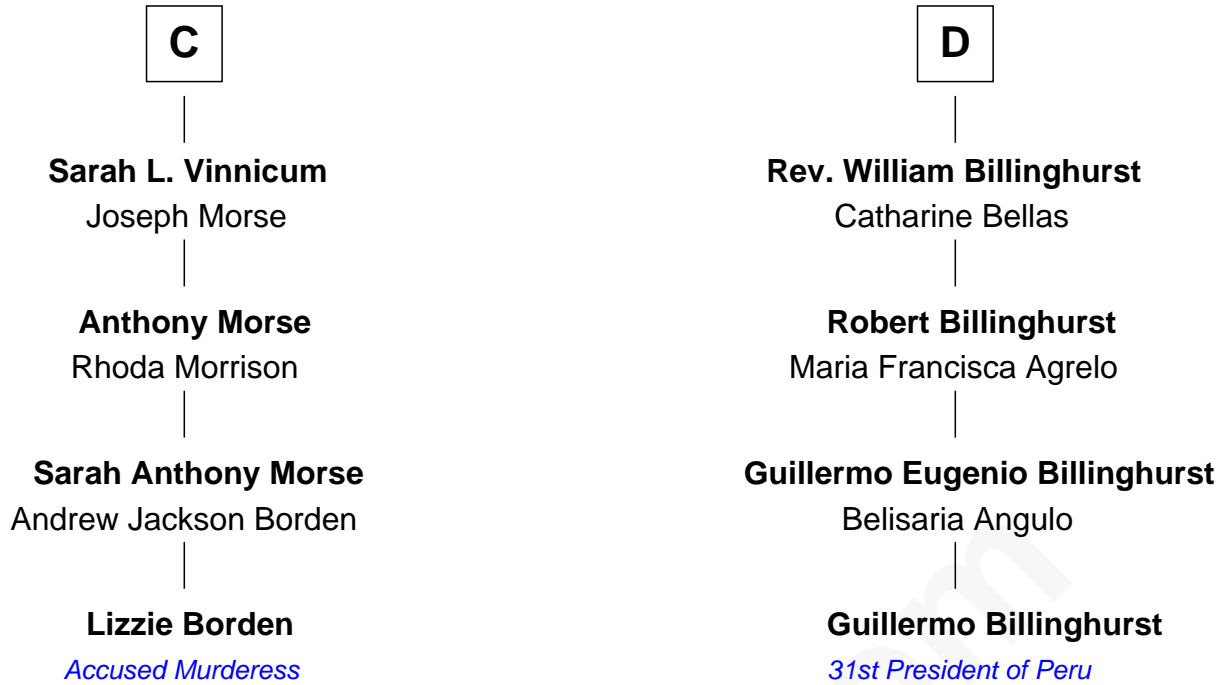 C
Sarah L. Vinnicum
Joseph Morse
Anthony Morse
Rhoda Morrison
Sarah Anthony Morse
Andrew Jackson Borden
Lizzie Borden
Accused Murderess
D
Rev. William Billinghurst
Catharine Bellas
Robert Billinghurst
Maria Francisca Agrelo
Guillermo Eugenio Billinghurst
Belisaria Angulo
Guillermo Billinghurst
31st President of Peru